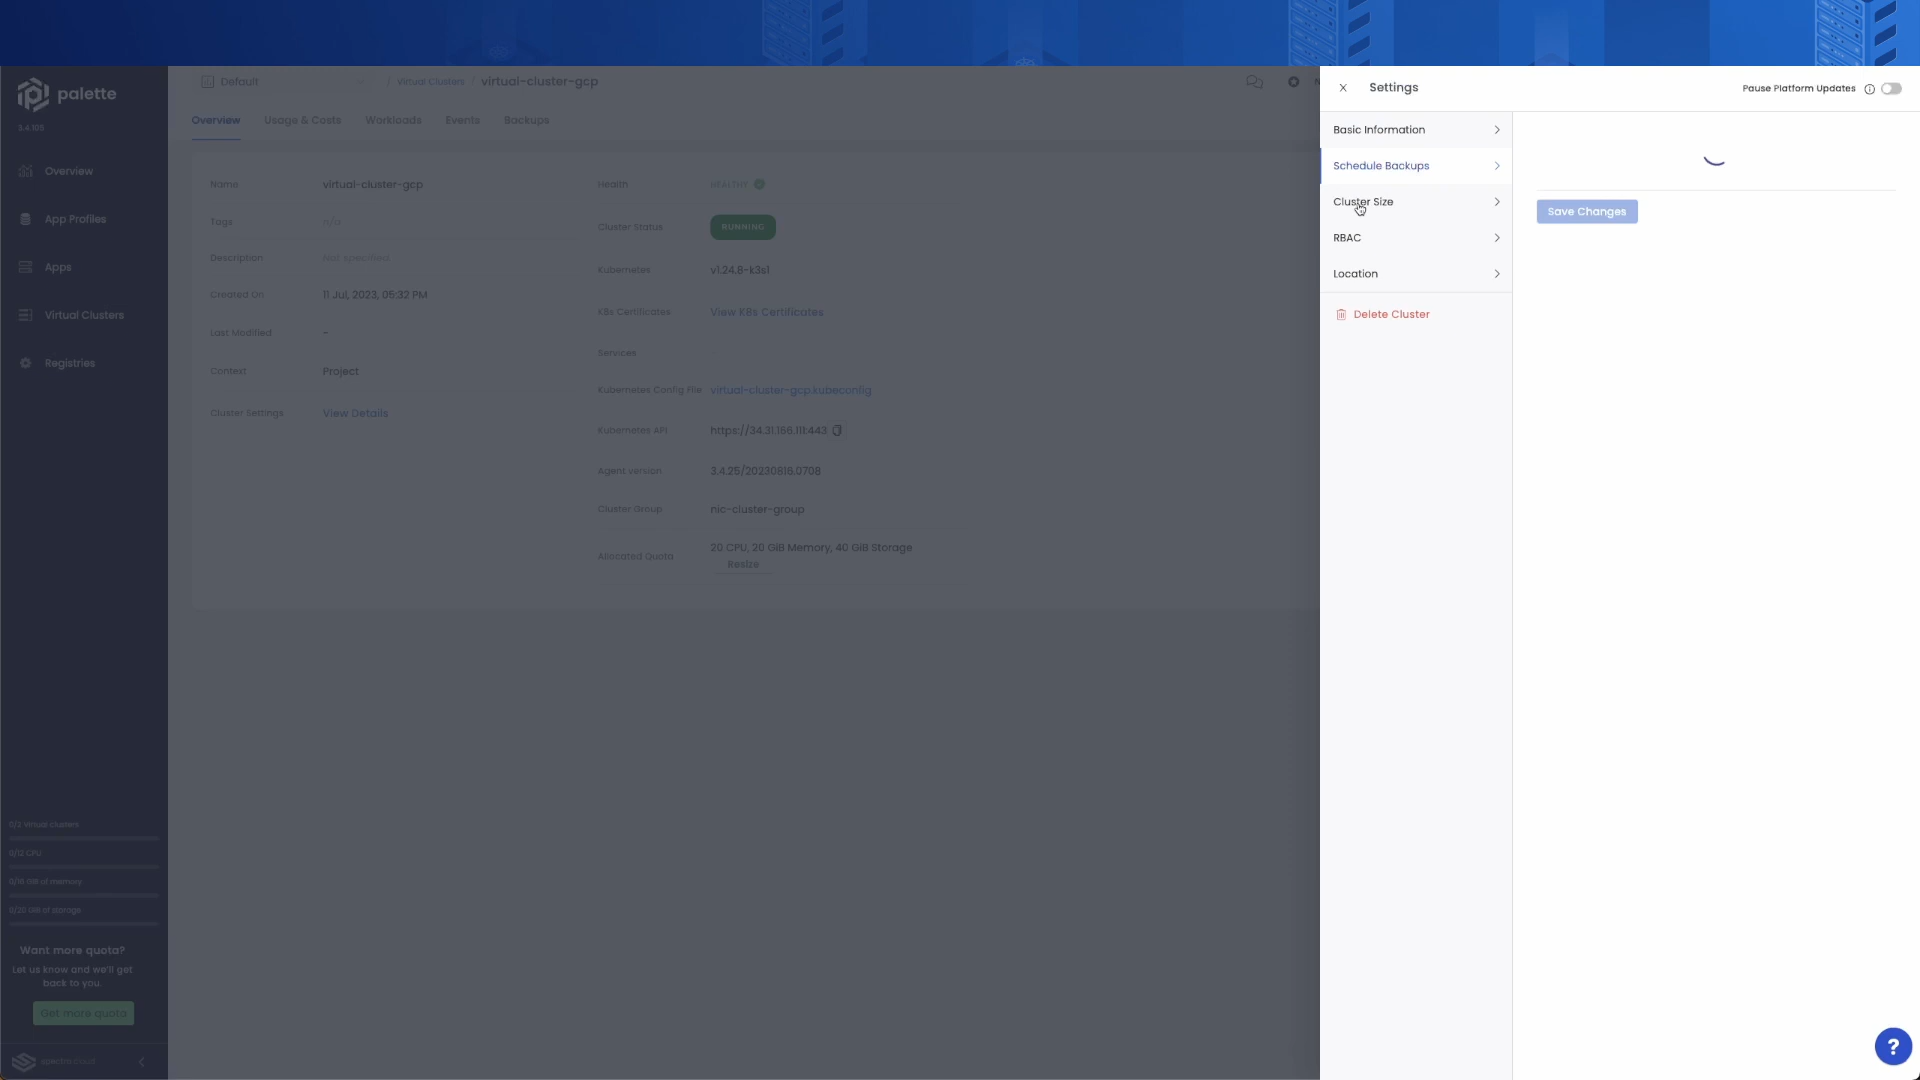 palette
3.4.105
Overview
App Profiles
Apps
Virtual Clusters
Registries
0/2 Virtual clusters
0/12 CPU
0/16 GiB of memory
0/20 GiB of storage
Want more quota?
Let us know and we'll get
back to you.
Get more quota
spectro cloud
Default / Virtual Clusters / virtual-cluster-gcp
Overview Usage & Costs Workloads Events Backups
Name virtual-cluster-gcp
Tags n/a
Description Not specified
Created On 11 Jul, 2023, 05:32 PM
Last Modified -
Context Project
Cluster Settings View Details
Health HEALTHY
Cluster Status RUNNING
Kubernetes v1.24.8-k3s1
K8s Certificates View K8s Certificates
Services
Kubernetes Config File virtual-cluster-gcp.kubeconfig
Kubernetes API https://34.31.166.111:443
Agent version 3.4.25/20230816.0708
Cluster Group nic-cluster-group
Allocated Quota 20 CPU, 20 GiB Memory, 40 GiB Storage
Resize
Settings Pause Platform Updates
Basic Information
Schedule Backups
Cluster Size
RBAC
Location
Delete Cluster
Save Changes
?